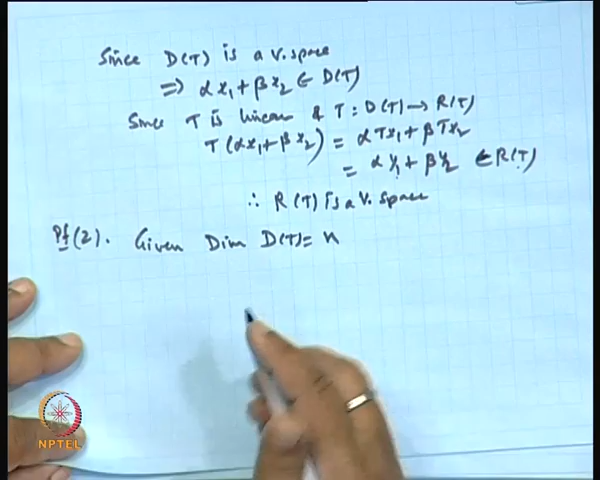 Since D(T) is a v. space
⇒ αx₁ + βx₂ ∈ D(T)
Since T is linear & T : D(T) → R(T)
T(αx₁ + βx₂) = αTx₁ + βTx₂
= αy₁ + βy₂ ∈ R(T)
∴ R(T) is a v. space
Pf(2). Given Dim D(T) = n
NPTEL